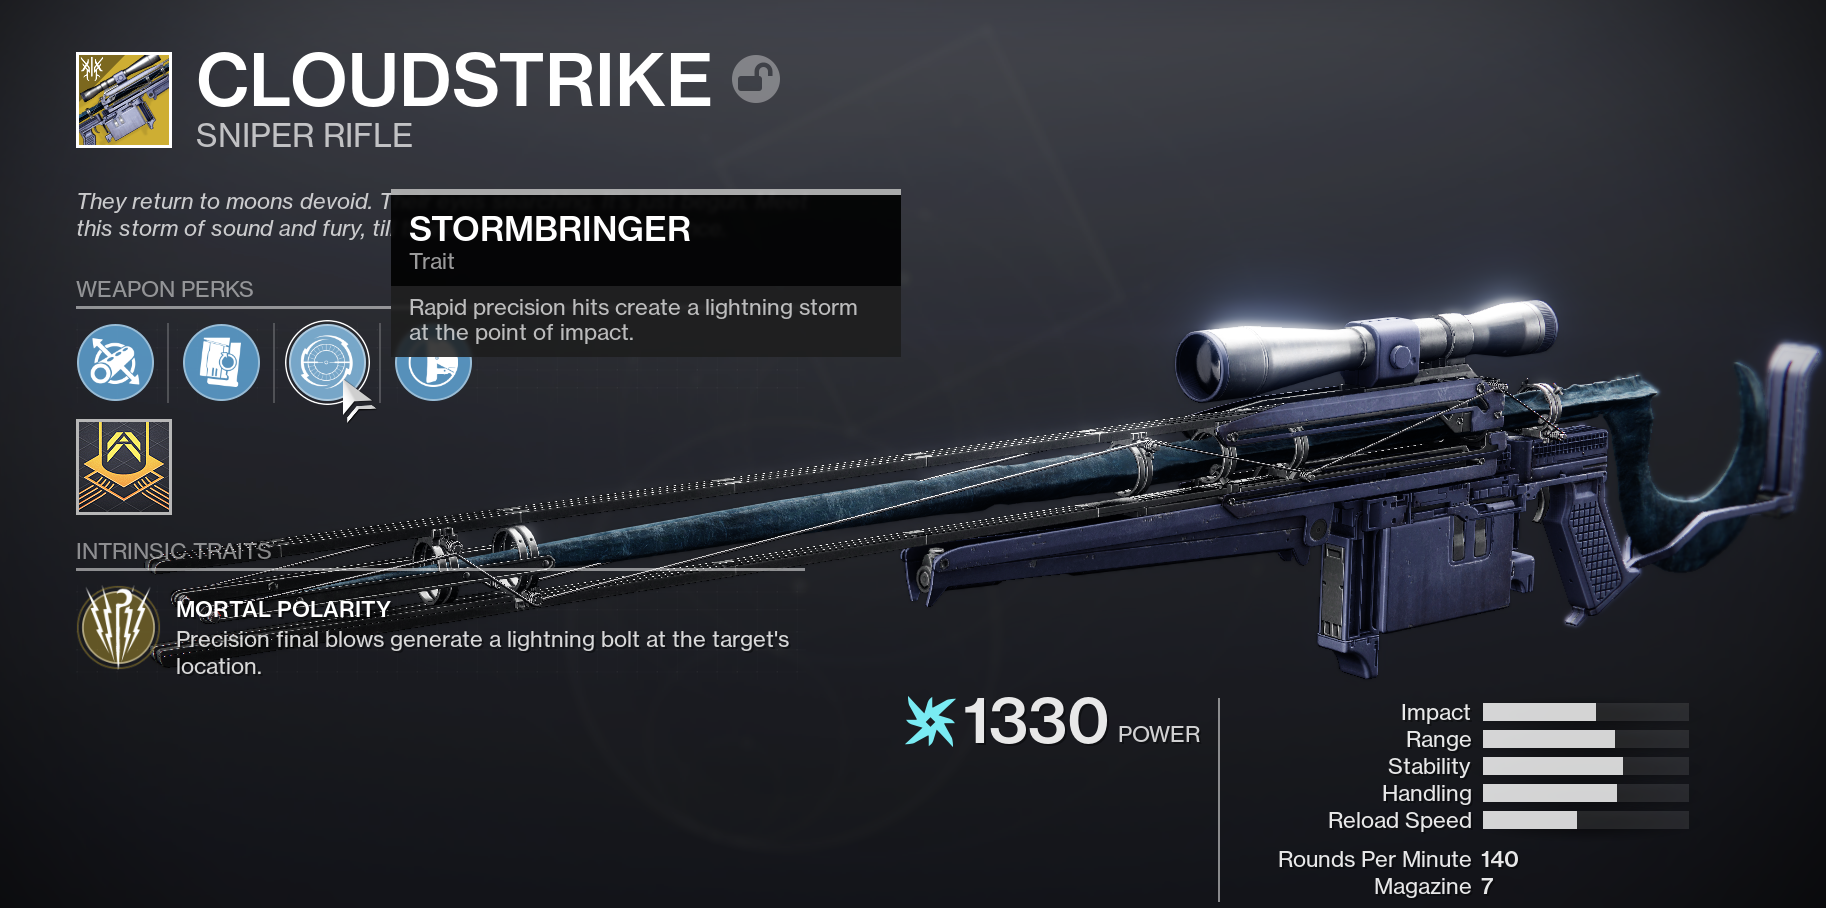 CLOUDSTRIKE
SNIPER RIFLE
They return to moons devoid. T
this storm of sound and fury, til
STORMBRINGER
Trait
Rapid precision hits create a lightning storm
at the point of impact.
WEAPON PERKS
INTRINSIC TRAITS
MORTAL POLARITY
Precision final blows generate a lightning bolt at the target's
location.
1330 POWER
Impact
Range
Stability
Handling
Reload Speed
Rounds Per Minute 140
Magazine 7